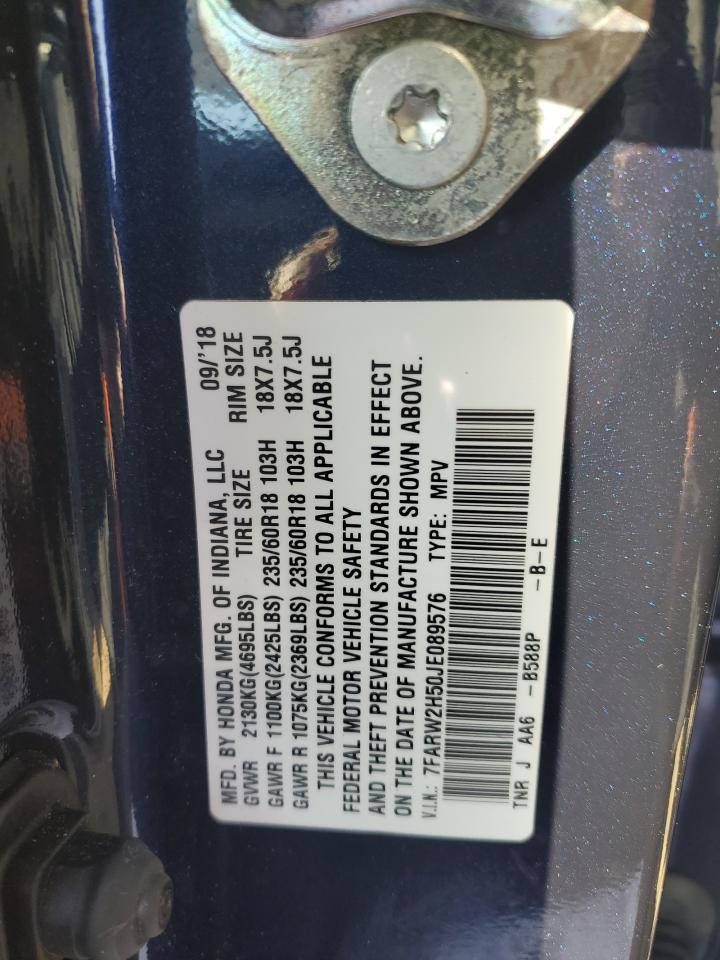 MFD. BY HONDA MFG. OF INDIANA, LLC 09/'18
GVWR 2130KG(4695LBS) TIRE SIZE RIM SIZE
GAWR F 1100KG(2425LBS) 235/60R18 103H 18X7.5J
GAWR R 1075KG(2369LBS) 235/60R18 103H 18X7.5J
THIS VEHICLE CONFORMS TO ALL APPLICABLE
FEDERAL MOTOR VEHICLE SAFETY
AND THEFT PREVENTION STANDARDS IN EFFECT
ON THE DATE OF MANUFACTURE SHOWN ABOVE.
V.I.N.: 7FARW2H50JE089576 TYPE: MPV
TNR J AA6 -B588P -B-E